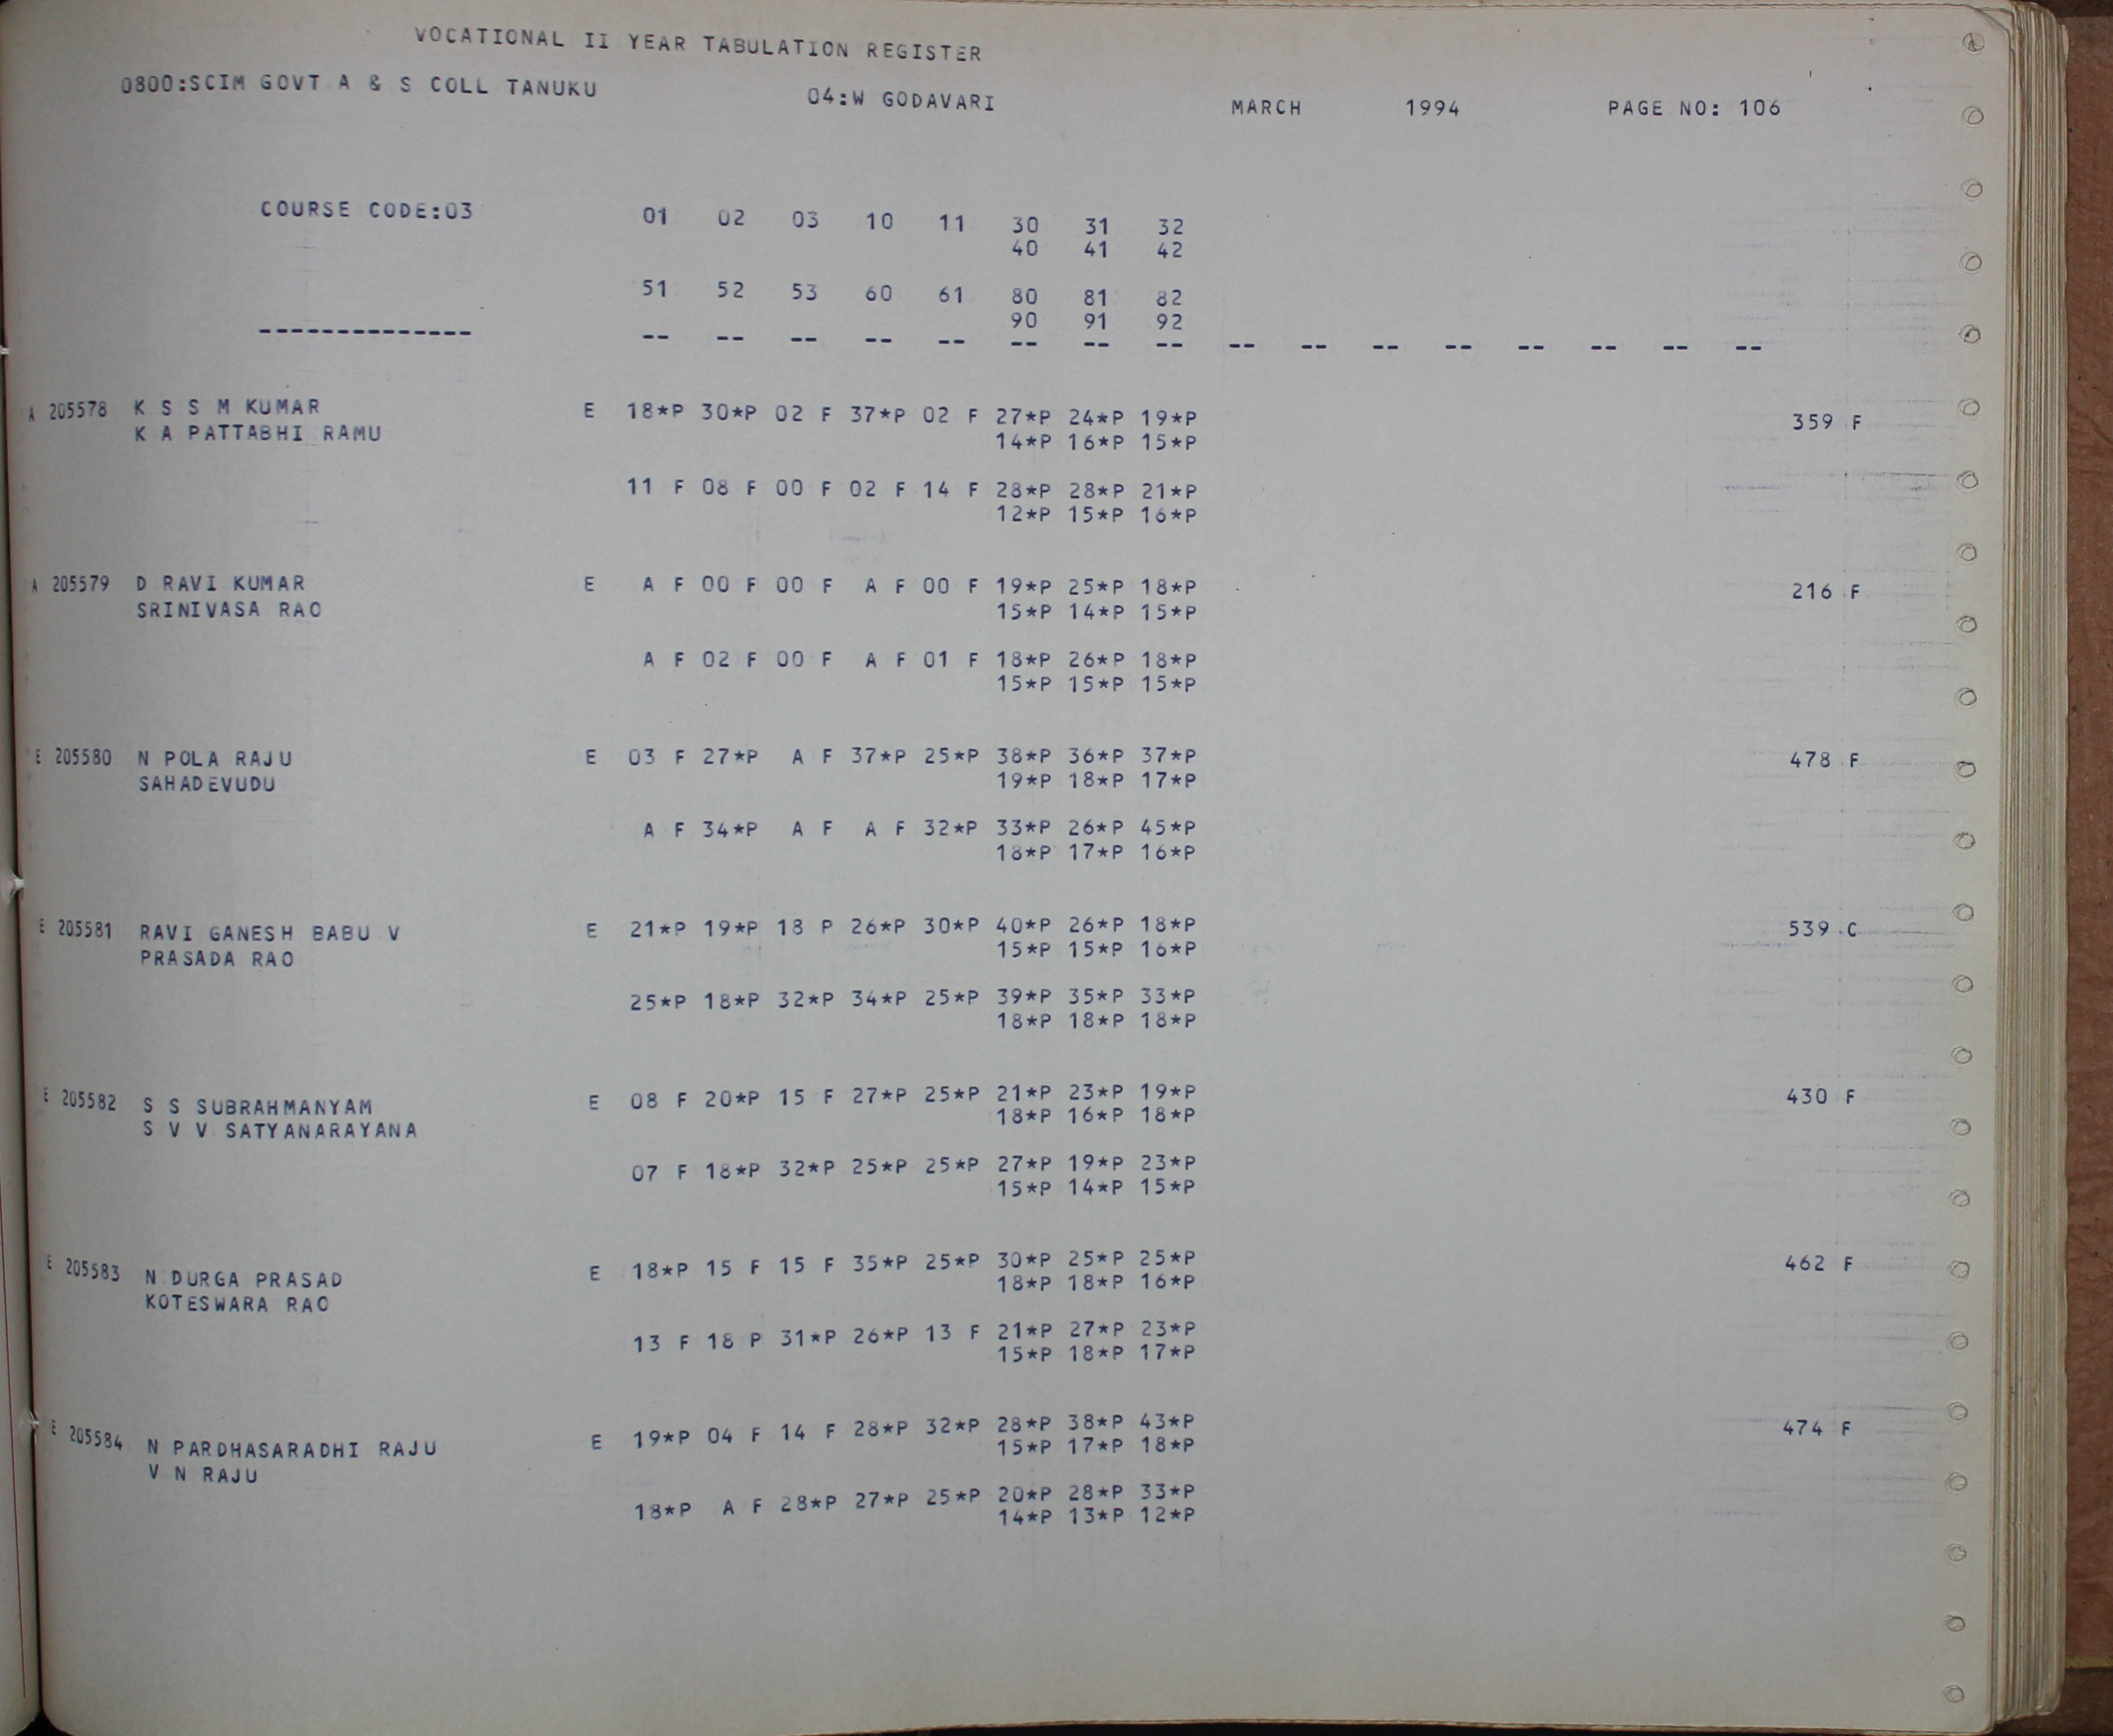 VOCATIONAL II YEAR TABULATION REGISTER
0800:SCIM GOVT A & S COLL TANUKU 04:W GODAVARI MARCH 1994 PAGE NO: 106
COURSE CODE:03 01 02 03 10 11 30 31 32
40 41 42
51 52 53 60 61 80 81 82
90 91 92
-------------- -- -- -- -- -- -- -- -- -- -- -- -- -- -- -- --
A 205578 K S S M KUMAR E 18*P 30*P 02 F 37*P 02 F 27*P 24*P 19*P 359 F
K A PATTABHI RAMU 14*P 16*P 15*P
11 F 08 F 00 F 02 F 14 F 28*P 28*P 21*P
12*P 15*P 16*P
A 205579 D RAVI KUMAR E A F 00 F 00 F A F 00 F 19*P 25*P 18*P 216 F
SRINIVASA RAO 15*P 14*P 15*P
A F 02 F 00 F A F 01 F 18*P 26*P 18*P
15*P 15*P 15*P
E 205580 N POLA RAJU E 03 F 27*P A F 37*P 25*P 38*P 36*P 37*P 478 F
SAHADEVUDU 19*P 18*P 17*P
A F 34*P A F A F 32*P 33*P 26*P 45*P
18*P 17*P 16*P
E 205581 RAVI GANESH BABU V E 21*P 19*P 18 P 26*P 30*P 40*P 26*P 18*P 539 C
PRASADA RAO 15*P 15*P 16*P
25*P 18*P 32*P 34*P 25*P 39*P 35*P 33*P
18*P 18*P 18*P
E 205582 S S SUBRAHMANYAM E 08 F 20*P 15 F 27*P 25*P 21*P 23*P 19*P 430 F
S V V SATYANARAYANA 18*P 16*P 18*P
07 F 18*P 32*P 25*P 25*P 27*P 19*P 23*P
15*P 14*P 15*P
E 205583 N DURGA PRASAD E 18*P 15 F 15 F 35*P 25*P 30*P 25*P 25*P 462 F
KOTESWARA RAO 18*P 18*P 16*P
13 F 18 P 31*P 26*P 13 F 21*P 27*P 23*P
15*P 18*P 17*P
E 205584 N PARDHASARADHI RAJU E 19*P 04 F 14 F 28*P 32*P 28*P 38*P 43*P 474 F
V N RAJU 15*P 17*P 18*P
18*P A F 28*P 27*P 25*P 20*P 28*P 33*P
14*P 13*P 12*P